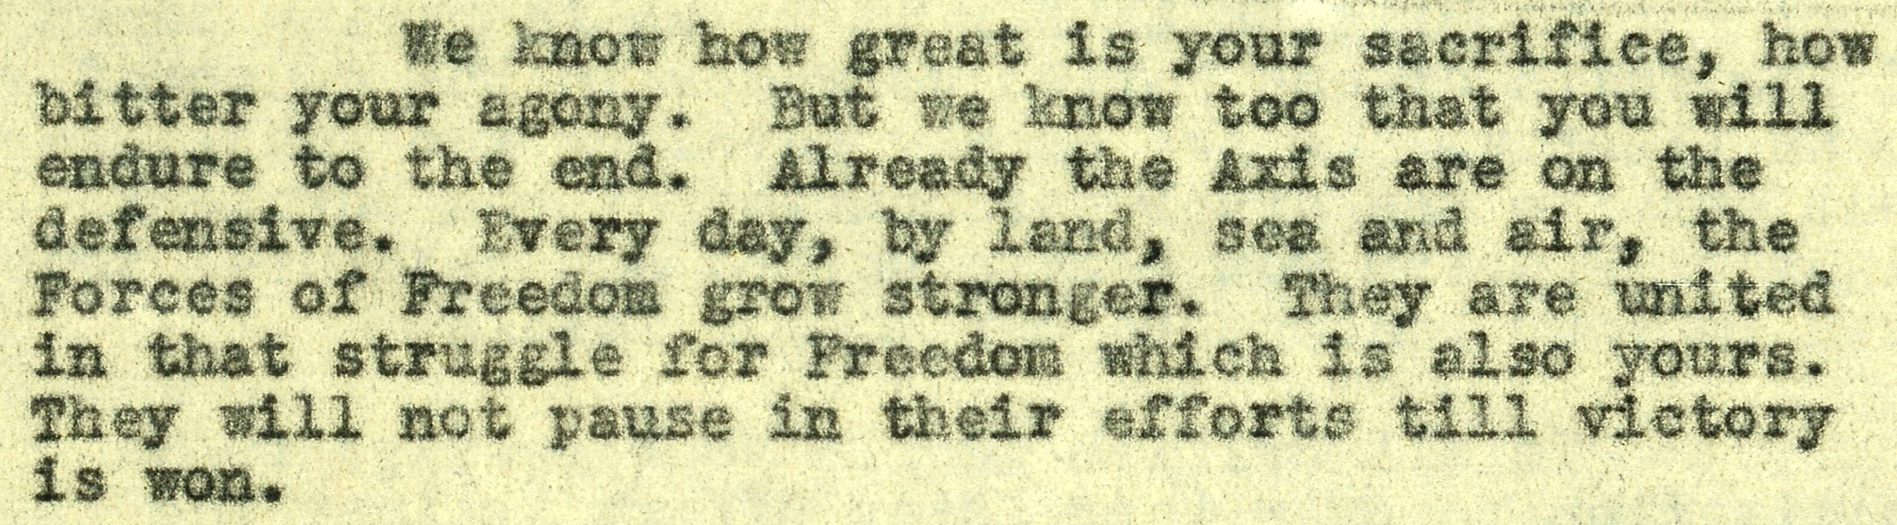 We know how great is your sacrifice, how
bitter your agony. But we know too that you will
endure to the end. Already the Axis are on the
defensive. Every day, by land, sea and air, the
Forces of Freedom grow stronger. They are united
in that struggle for Freedom which is also yours.
They will not pause in their efforts till victory
is won.